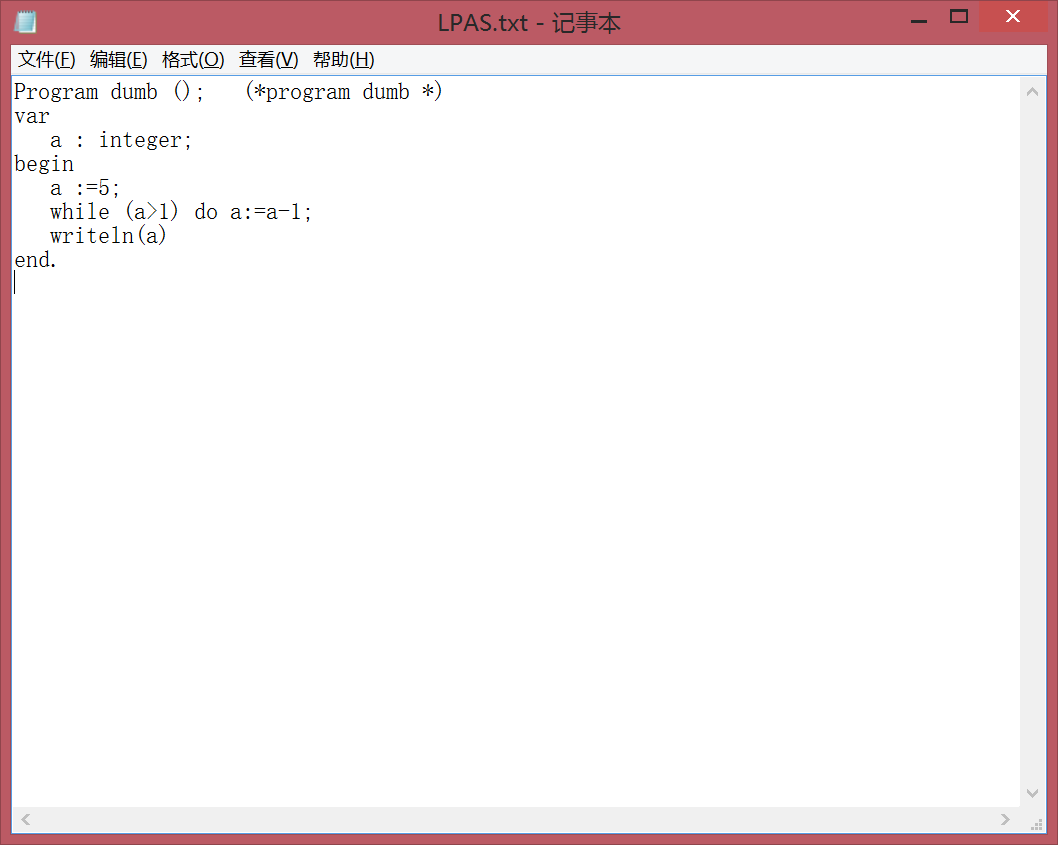 LPAS.txt - 记事本
文件(F) 编辑(E) 格式(O) 查看(V) 帮助(H)
Program dumb ();   (*program dumb *)
var
   a : integer;
begin
   a :=5;
   while (a>1) do a:=a-1;
   writeln(a)
end.